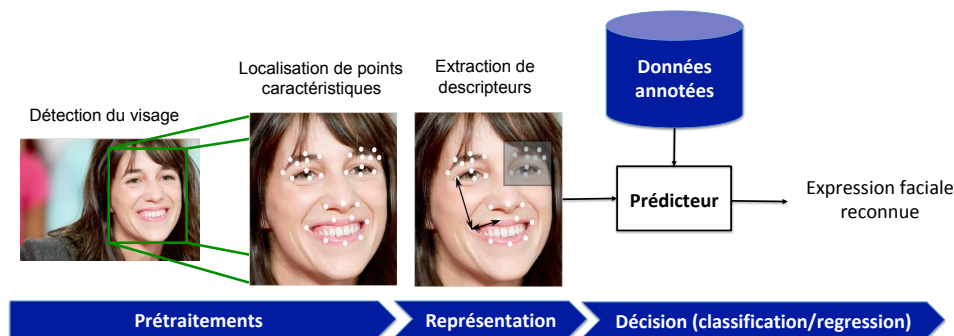 Détection du visage
Localisation de points
caractéristiques
Extraction de
descripteurs
Données
annotées
Prédicteur
Expression faciale
reconnue
Prétraitements
Représentation
Décision (classification/regression)